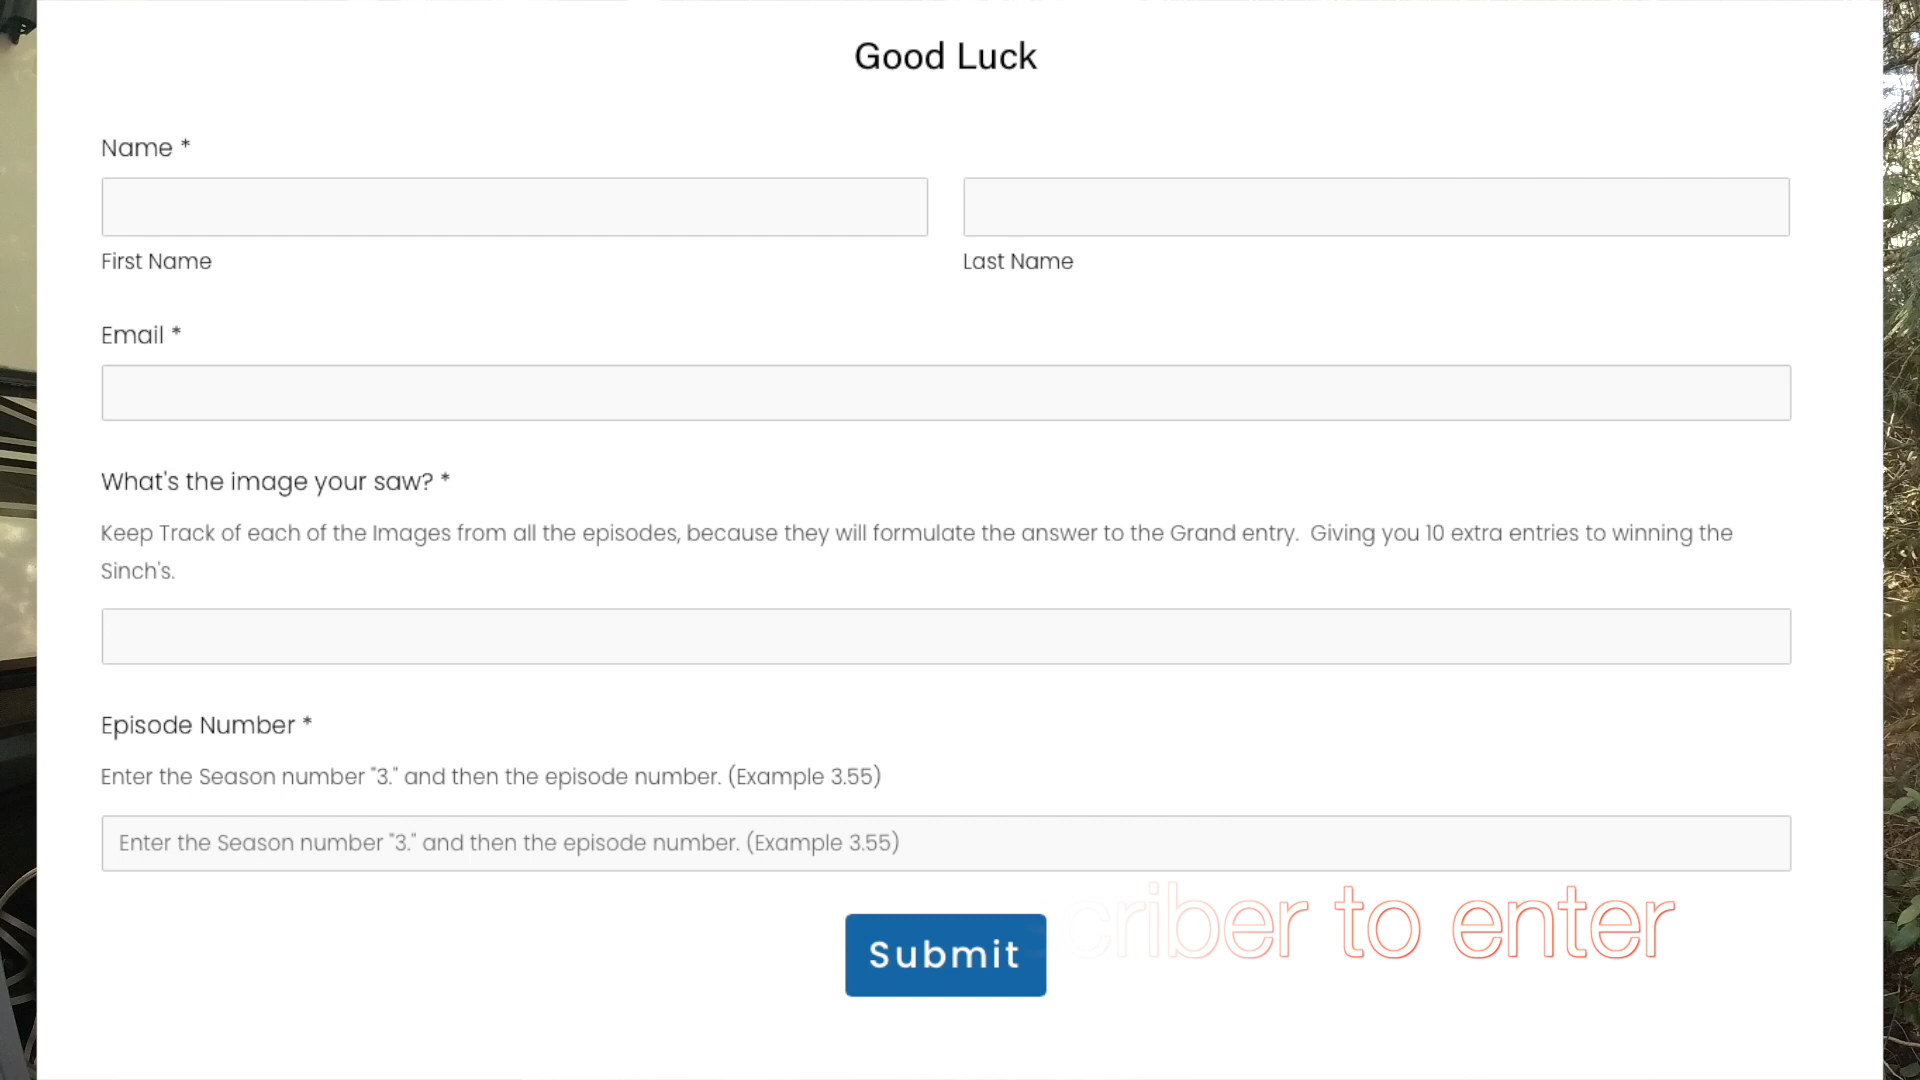 Good Luck
Name *
First Name
Last Name
Email *
What's the image your saw? *
Keep Track of each of the Images from all the episodes, because they will formulate the answer to the Grand entry.  Giving you 10 extra entries to winning the
Sinch's.
Episode Number *
Enter the Season number "3." and then the episode number. (Example 3.55)
Enter the Season number "3." and then the episode number. (Example 3.55)
Submit
criber to enter